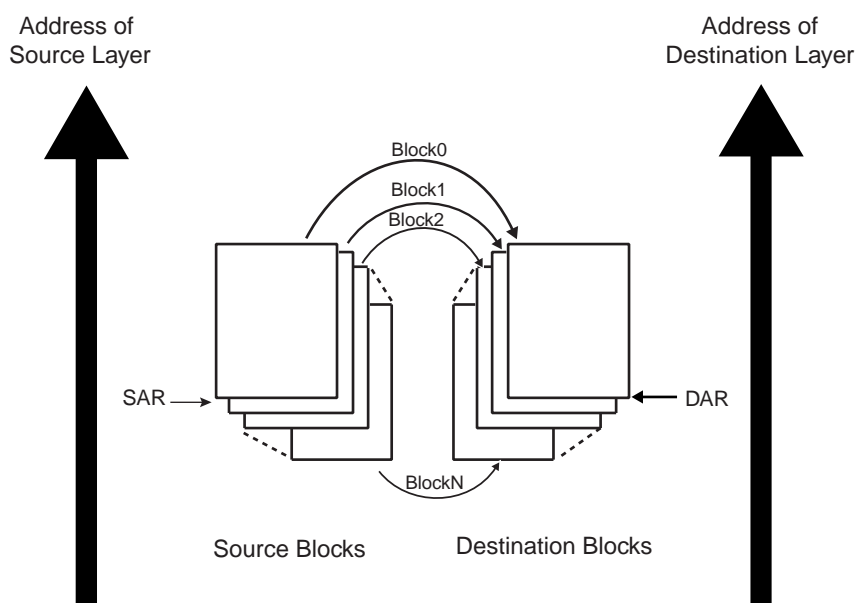 Address of
Source Layer
Address of
Destination Layer
Block0
Block1
Block2
SAR
DAR
BlockN
Source Blocks
Destination Blocks